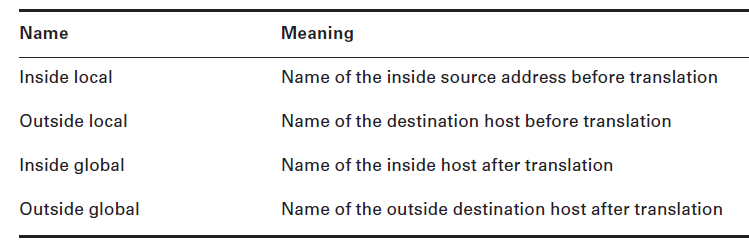 Name Meaning
Inside local Name of the inside source address before translation
Outside local Name of the destination host before translation
Inside global Name of the inside host after translation
Outside global Name of the outside destination host after translation